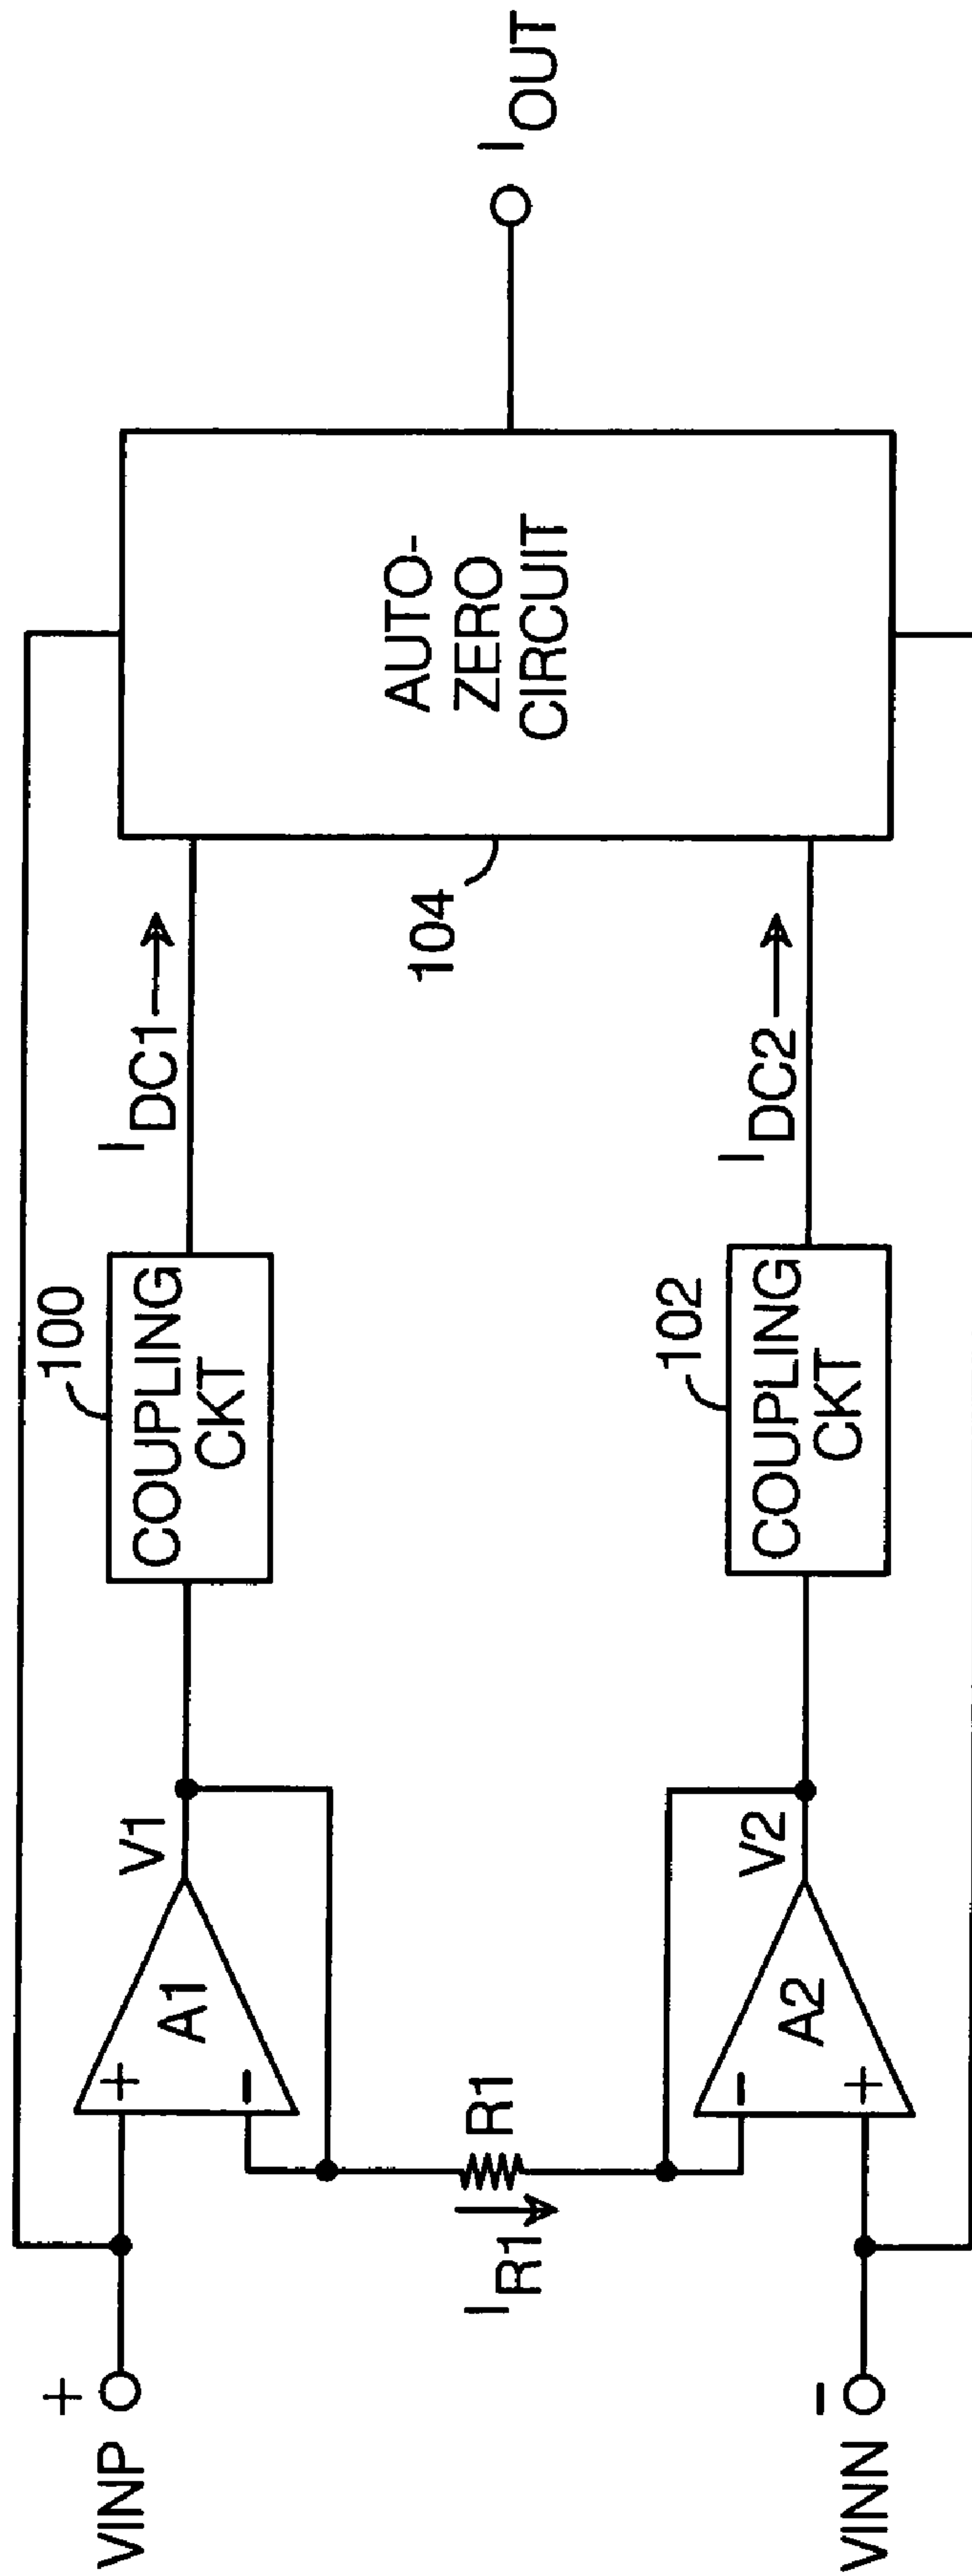 VINP
+
VINN
-
I R1
R1
+
-
A1
V1
-
+
A2
V2
100
COUPLING
CKT
102
COUPLING
CKT
I DC1
I DC2
104
AUTO-
ZERO
CIRCUIT
I OUT